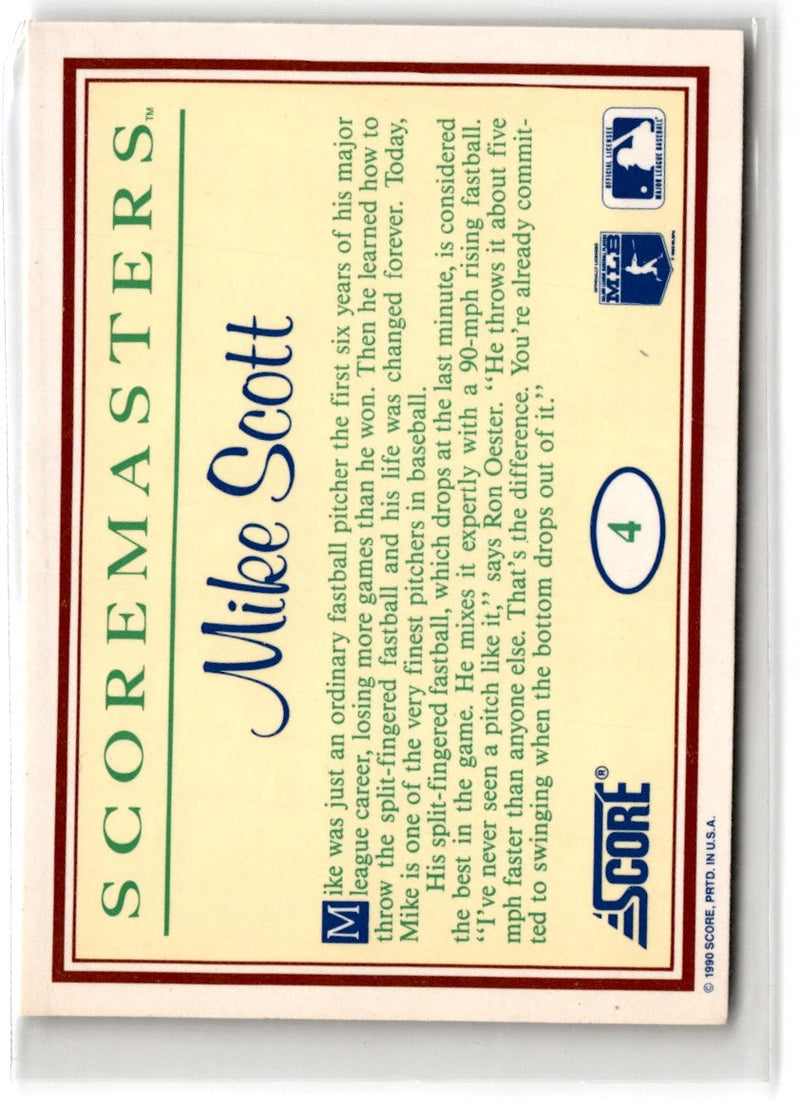 SCOREMASTERS™
Mike Scott
Mike was just an ordinary fastball pitcher the first six years of his major
league career, losing more games than he won. Then he learned how to
throw the split-fingered fastball and his life was changed forever. Today,
Mike is one of the very finest pitchers in baseball.
His split-fingered fastball, which drops at the last minute, is considered
the best in the game. He mixes it expertly with a 90-mph rising fastball.
“I've never seen a pitch like it,” says Ron Oester. “He throws it about five
mph faster than anyone else. That's the difference. You're already commit-
ted to swinging when the bottom drops out of it.”
SCORE®
4
MLB
OFFICIAL LICENSEE
MAJOR LEAGUE BASEBALL
© 1990 SCORE, PRTD. IN U.S.A.